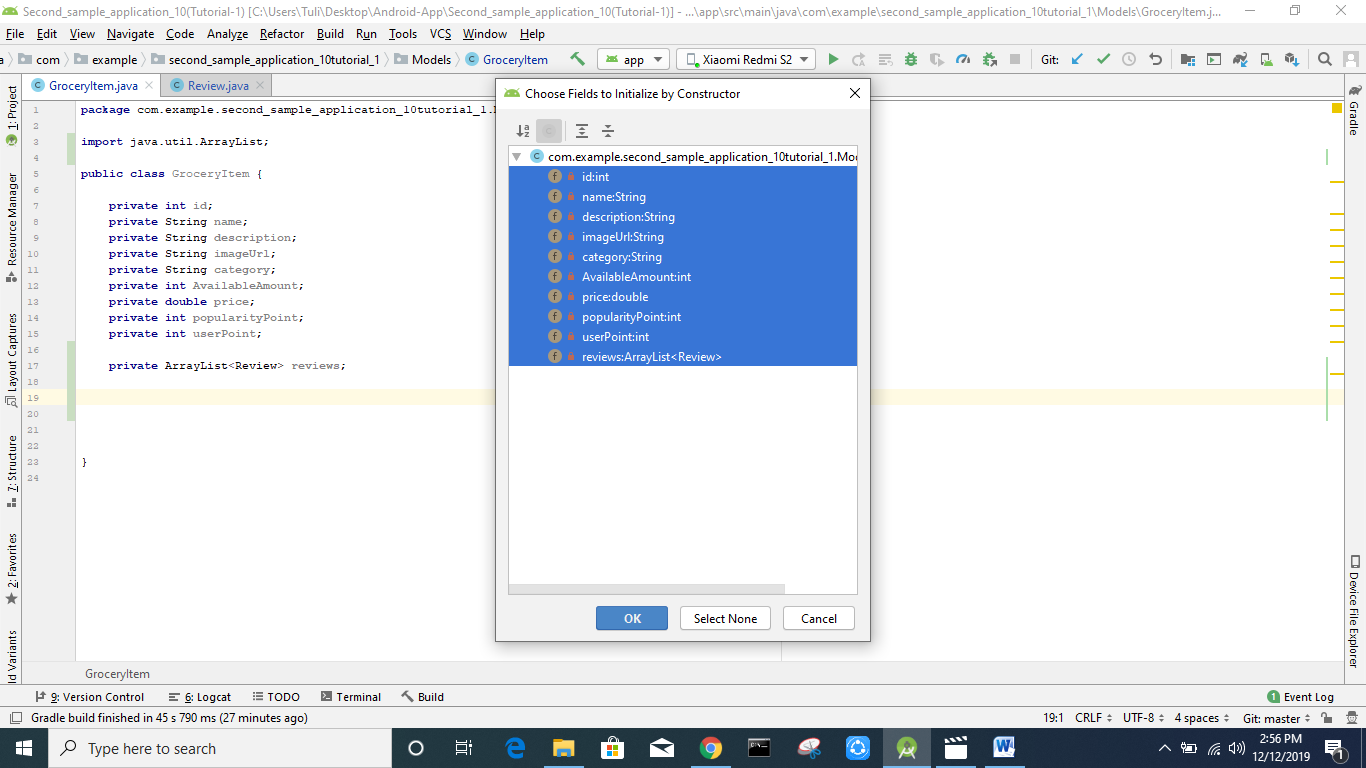 Second_sample_application_10(Tutorial-1) [C:\Users\Tuli\Desktop\Android-App\Second_sample_application_10(Tutorial-1)] - ...\app\src\main\java\com\example\second_sample_application_10tutorial_1\Models\GroceryItem.j...
File Edit View Navigate Code Analyze Refactor Build Run Tools VCS Window Help
a com example second_sample_application_10tutorial_1 Models GroceryItem app Xiaomi Redmi S2 Git:
GroceryItem.java Review.java
Choose Fields to Initialize by Constructor
1: Project
Resource Manager
Layout Captures
7: Structure
2: Favorites
ld Variants
1 package com.example.second_sample_application_10tutorial_1.
2
3 import java.util.ArrayList;
4
5 public class GroceryItem {
6
7 private int id;
8 private String name;
9 private String description;
10 private String imageUrl;
11 private String category;
12 private int AvailableAmount;
13 private double price;
14 private int popularityPoint;
15 private int userPoint;
16
17 private ArrayList<Review> reviews;
18
19
20
21
22
23 }
24
com.example.second_sample_application_10tutorial_1.Mo
id:int
name:String
description:String
imageUrl:String
category:String
AvailableAmount:int
price:double
popularityPoint:int
userPoint:int
reviews:ArrayList<Review>
OK Select None Cancel
Gradle
Device File Explorer
GroceryItem
9: Version Control 6: Logcat TODO Terminal Build 1 Event Log
Gradle build finished in 45 s 790 ms (27 minutes ago) 19:1 CRLF UTF-8 4 spaces Git: master
Type here to search
2:56 PM
12/12/2019
1